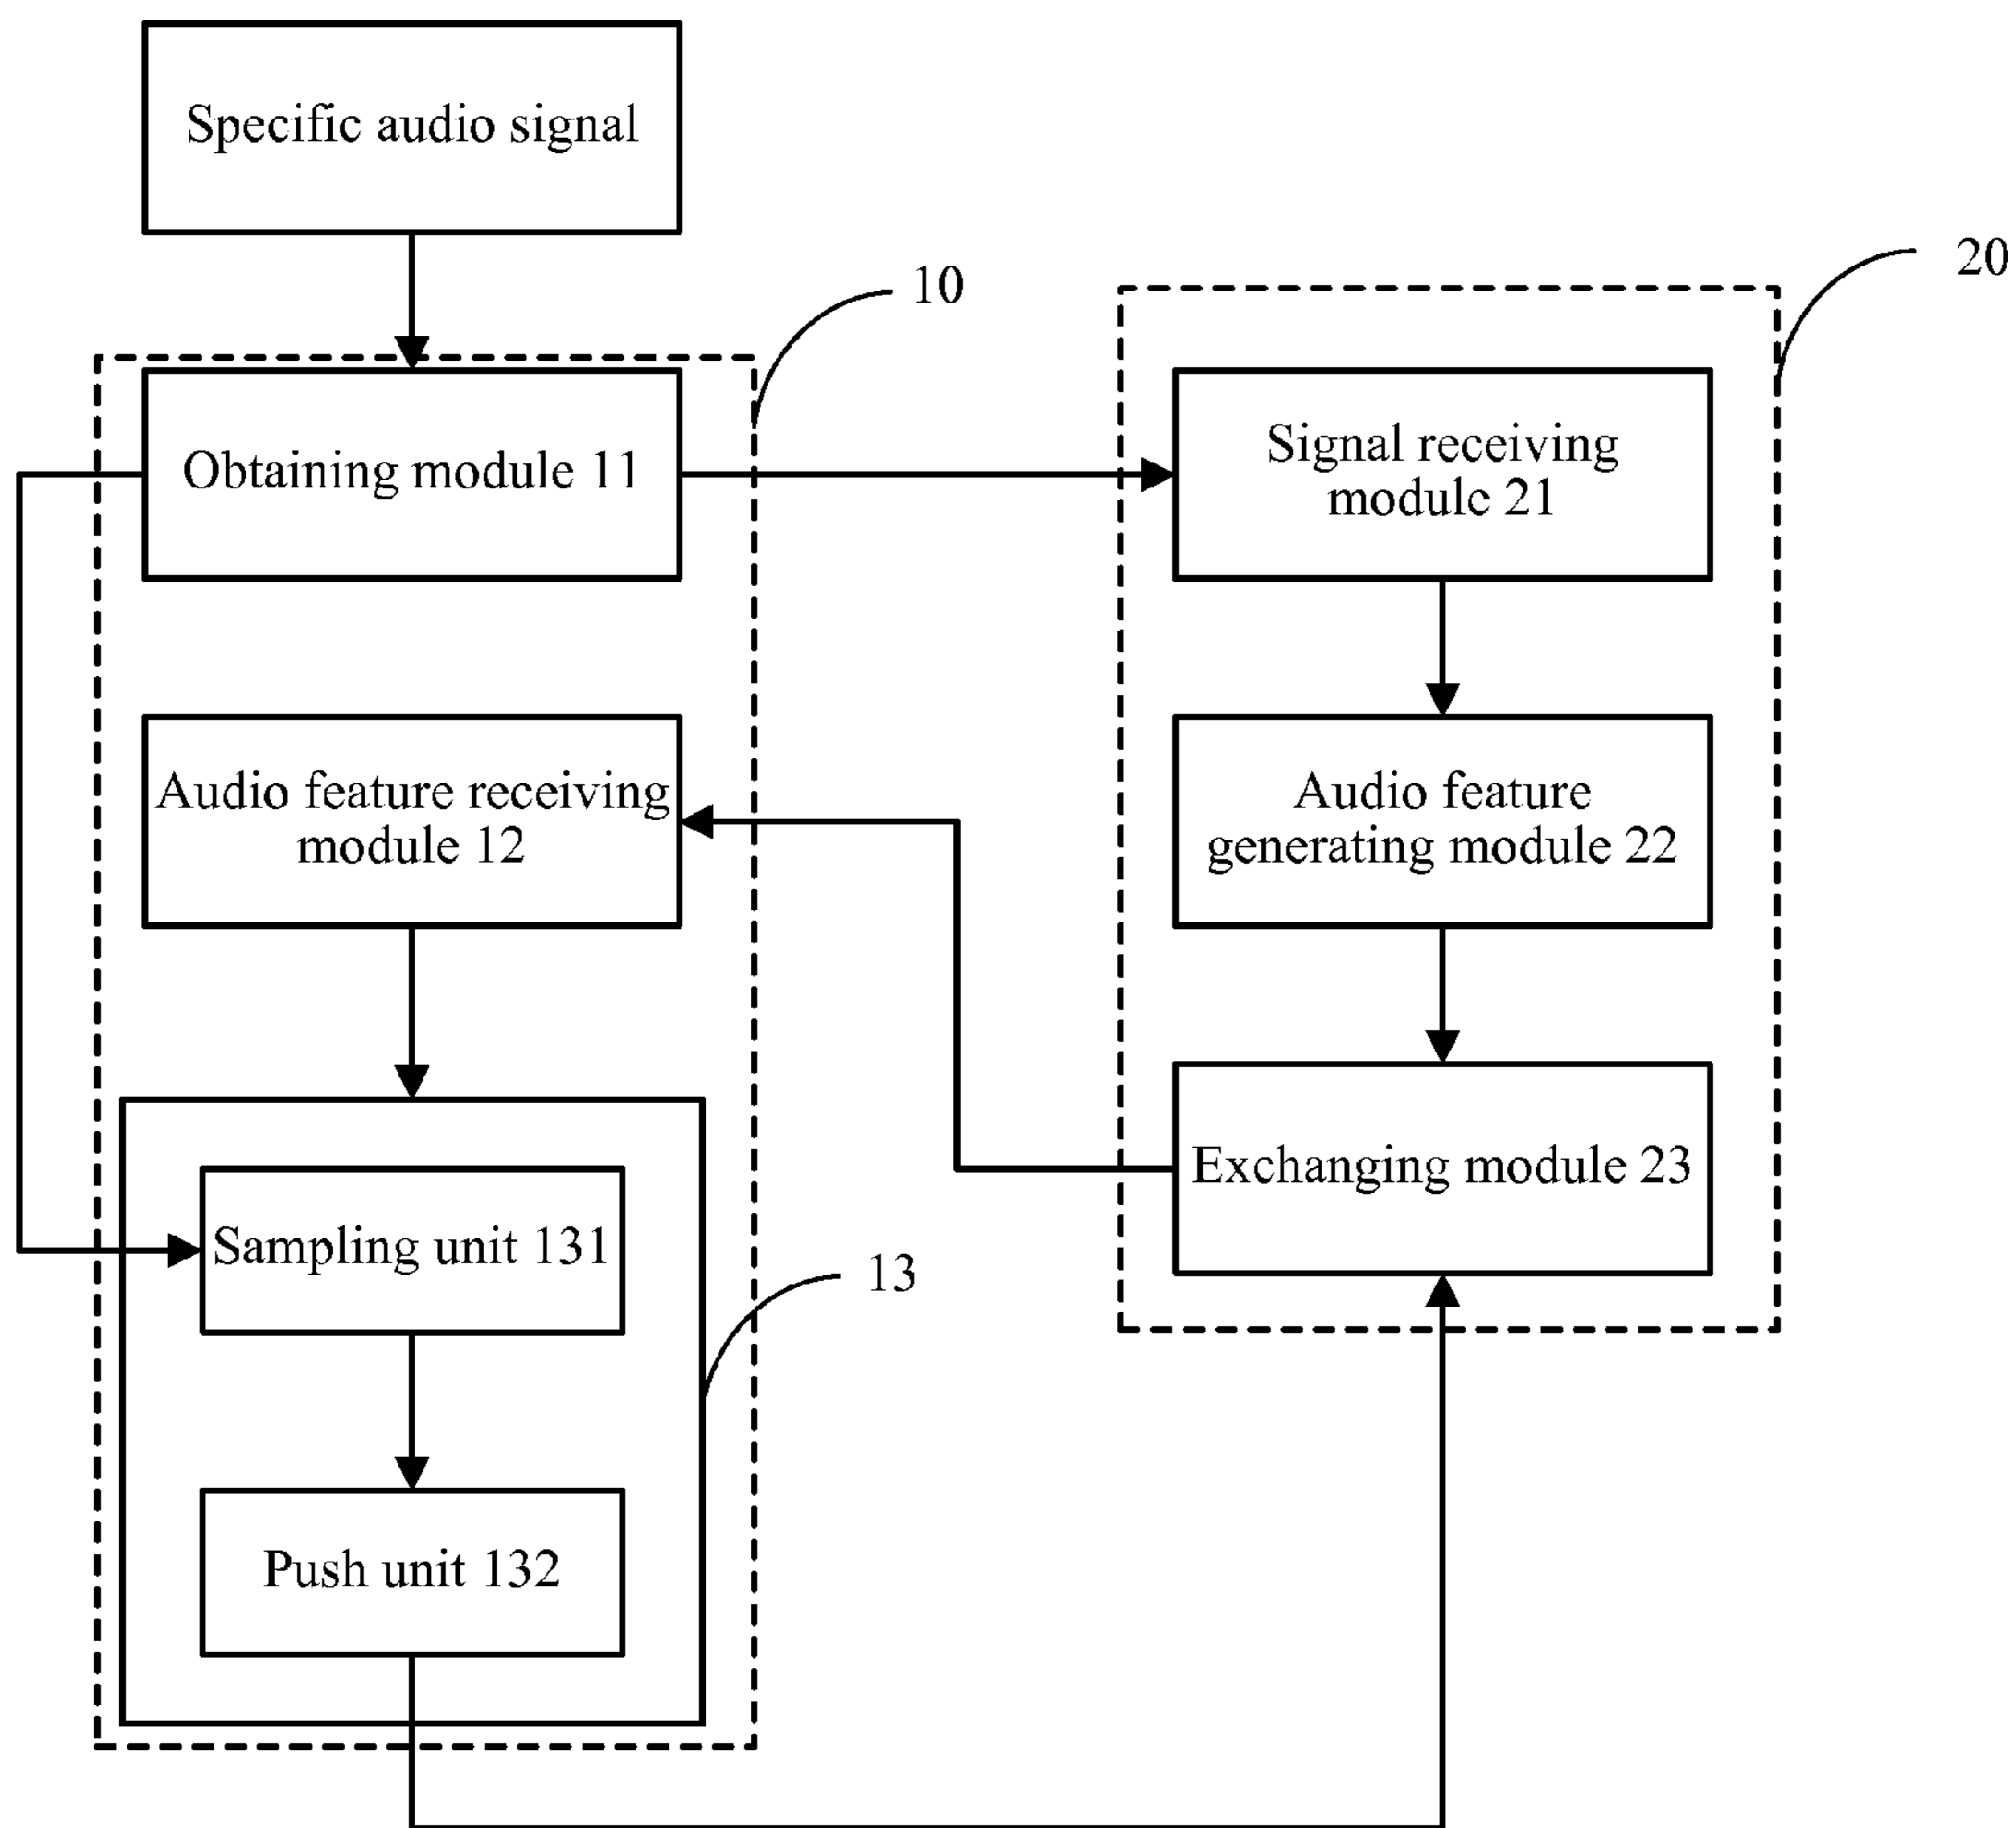 Specific audio signal
10
20
Obtaining module 11
Signal receiving
module 21
Audio feature receiving
module 12
Audio feature
generating module 22
Exchanging module 23
Sampling unit 131
13
Push unit 132